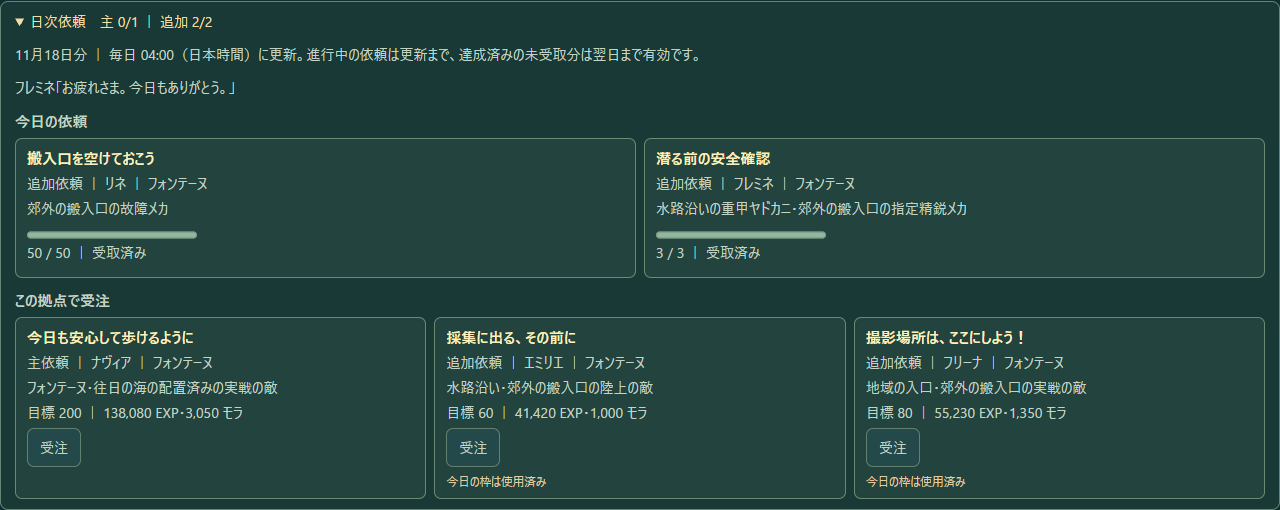 ▼ 日次依頼　主 0/1 | 追加 2/2
11月18日分 | 毎日 04:00（日本時間）に更新。進行中の依頼は更新まで、達成済みの未受取分は翌日まで有効です。
フレミネ「お疲れさま。今日もありがとう。」
今日の依頼
搬入口を空けておこう
追加依頼 | リネ | フォンテーヌ
郊外の搬入口の故障メカ
50 / 50 | 受取済み
潜る前の安全確認
追加依頼 | フレミネ | フォンテーヌ
水路沿いの重甲ヤドカニ・郊外の搬入口の指定精鋭メカ
3 / 3 | 受取済み
この拠点で受注
今日も安心して歩けるように
主依頼 | ナヴィア | フォンテーヌ
フォンテーヌ・往日の海の配置済みの実戦の敵
目標 200 | 138,080 EXP・3,050 モラ
受注
採集に出る、その前に
追加依頼 | エミリエ | フォンテーヌ
水路沿い・郊外の搬入口の陸上の敵
目標 60 | 41,420 EXP・1,000 モラ
受注
今日の枠は使用済み
撮影場所は、ここにしよう！
追加依頼 | フリーナ | フォンテーヌ
地域の入口・郊外の搬入口の実戦の敵
目標 80 | 55,230 EXP・1,350 モラ
受注
今日の枠は使用済み